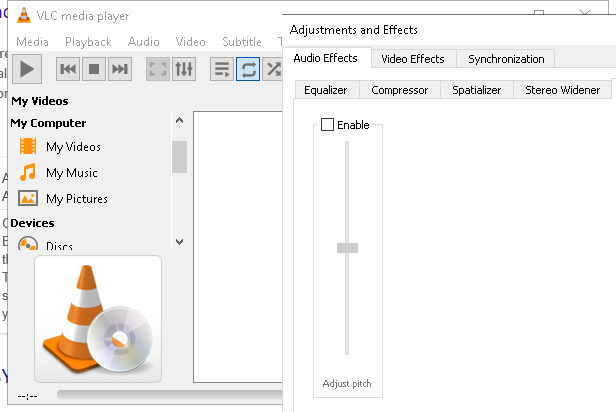 VLC media player
Media Playback Audio Video Subtitle
My Videos
My Computer
My Videos
My Music
My Pictures
Devices
Discs
--:--
Adjustments and Effects
Audio Effects Video Effects Synchronization
Equalizer Compressor Spatializer Stereo Widener
Enable
Adjust pitch